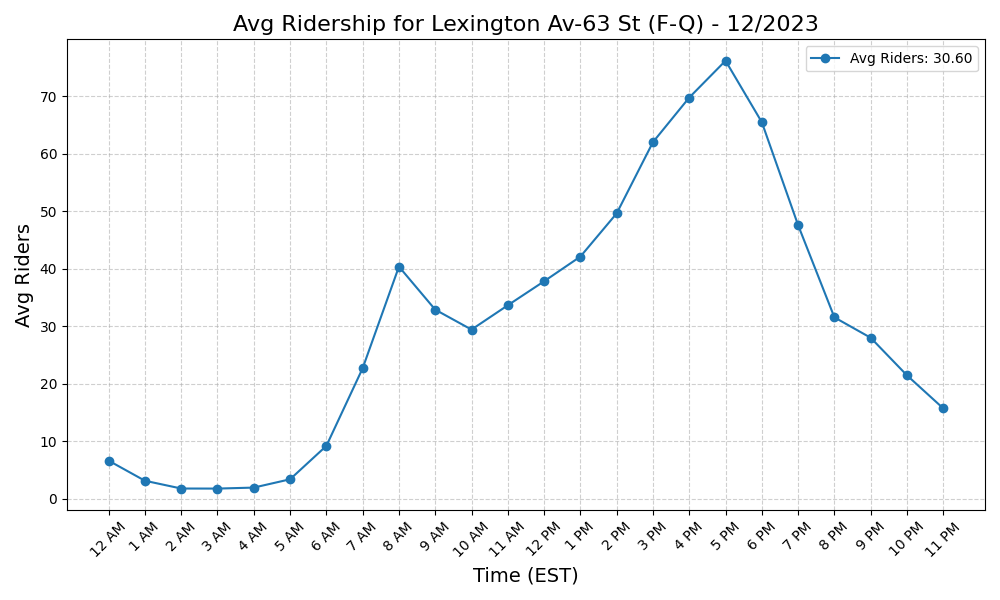 Avg Ridership for Lexington Av-63 St (F-Q) - 12/2023
Avg Riders: 30.60
Avg Riders
70
60
50
40
30
20
10
0
12 AM
1 AM
2 AM
3 AM
4 AM
5 AM
6 AM
7 AM
8 AM
9 AM
10 AM
11 AM
12 PM
1 PM
2 PM
3 PM
4 PM
5 PM
6 PM
7 PM
8 PM
9 PM
10 PM
11 PM
Time (EST)